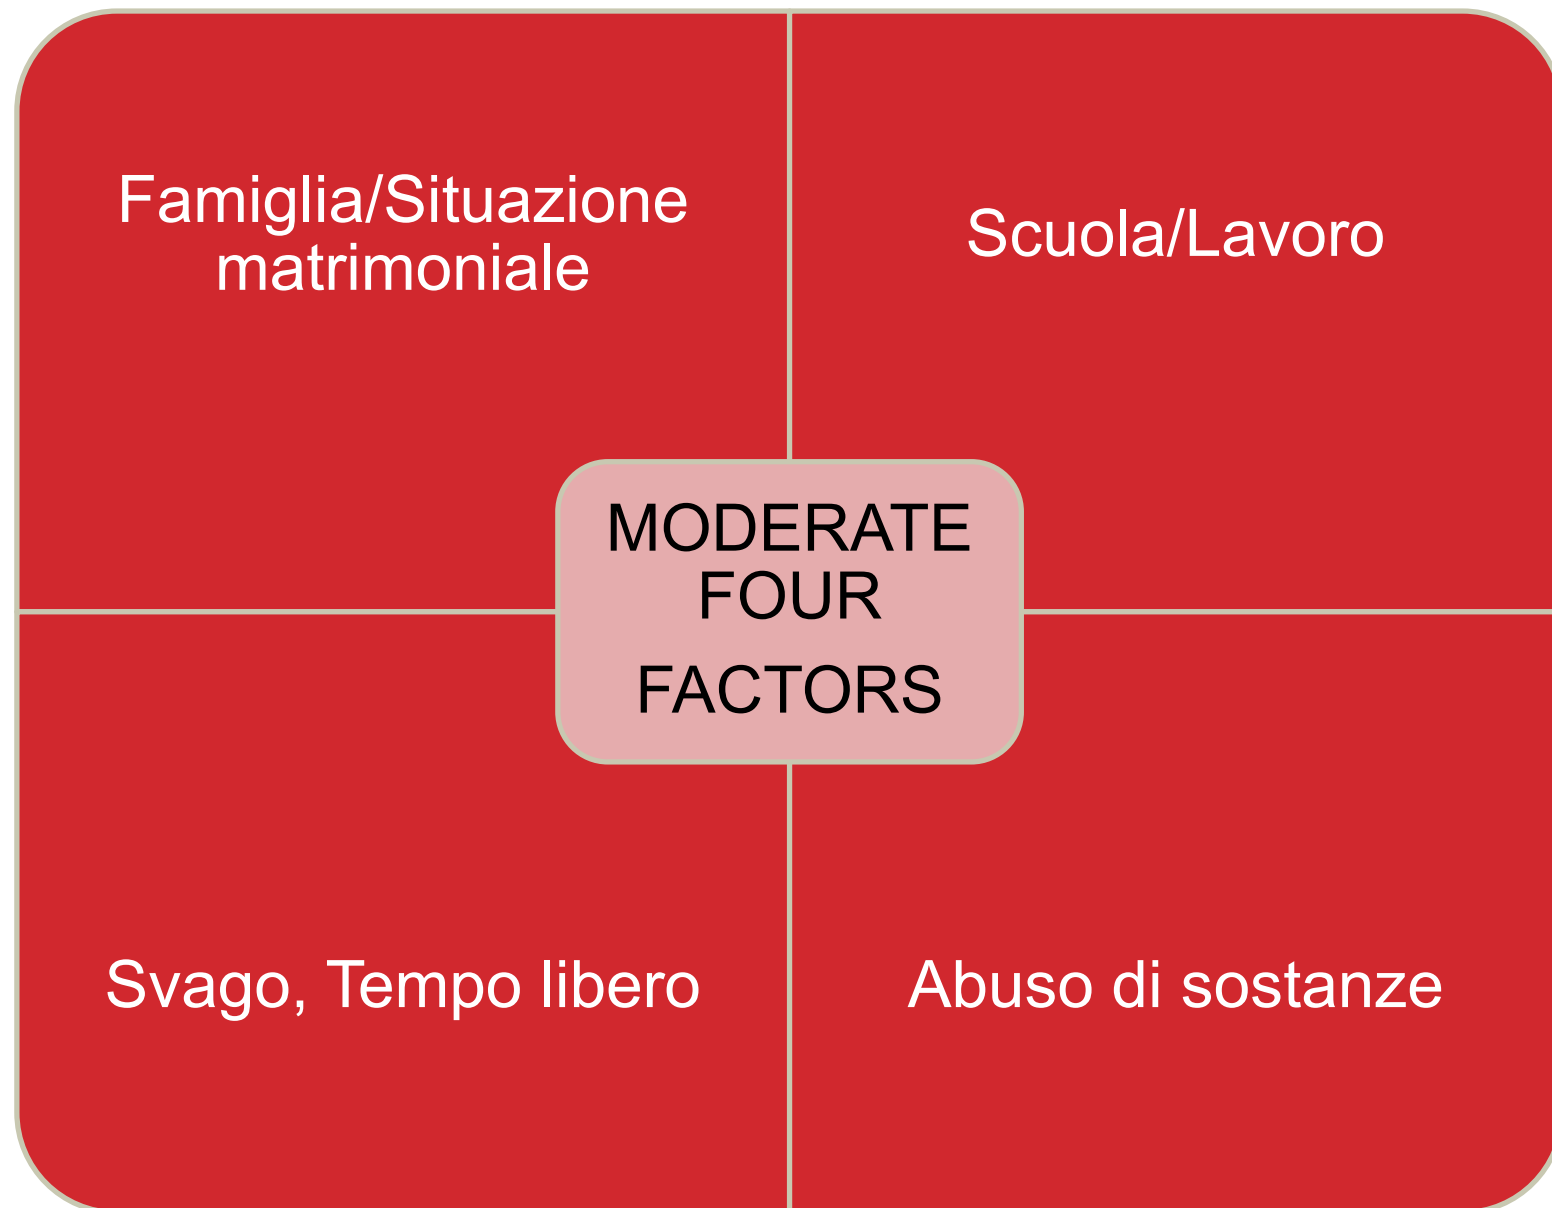 Famiglia/Situazione
matrimoniale
Scuola/Lavoro
MODERATE
FOUR
FACTORS
Svago, Tempo libero
Abuso di sostanze